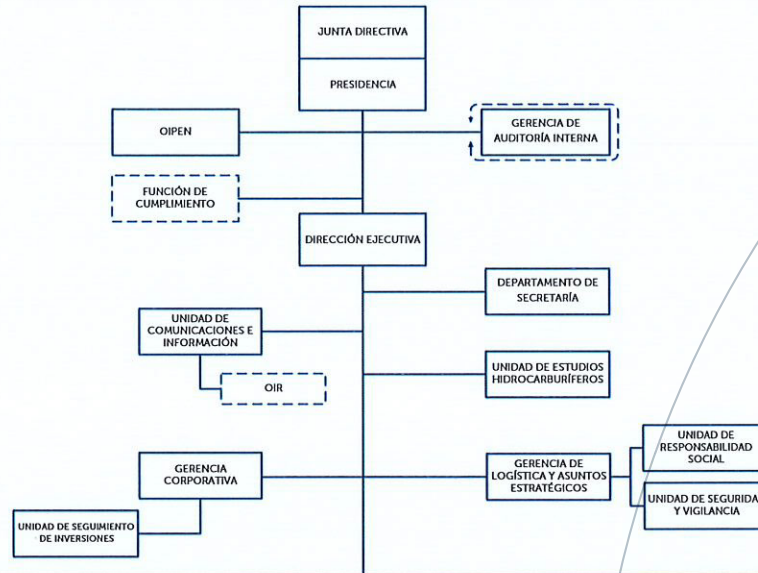 JUNTA DIRECTIVA
PRESIDENCIA
OIPEN
GERENCIA DE
AUDITORÍA INTERNA
FUNCIÓN DE
CUMPLIMIENTO
DIRECCIÓN EJECUTIVA
DEPARTAMENTO DE
SECRETARÍA
UNIDAD DE
COMUNICACIONES E
INFORMACIÓN
OIR
UNIDAD DE ESTUDIOS
HIDROCARBURÍFEROS
GERENCIA
CORPORATIVA
GERENCIA DE
LOGÍSTICA Y ASUNTOS
ESTRATÉGICOS
UNIDAD DE
RESPONSABILIDAD
SOCIAL
UNIDAD DE SEGURIDA
Y VIGILANCIA
UNIDAD DE SEGUIMIENTO
DE INVERSIONES